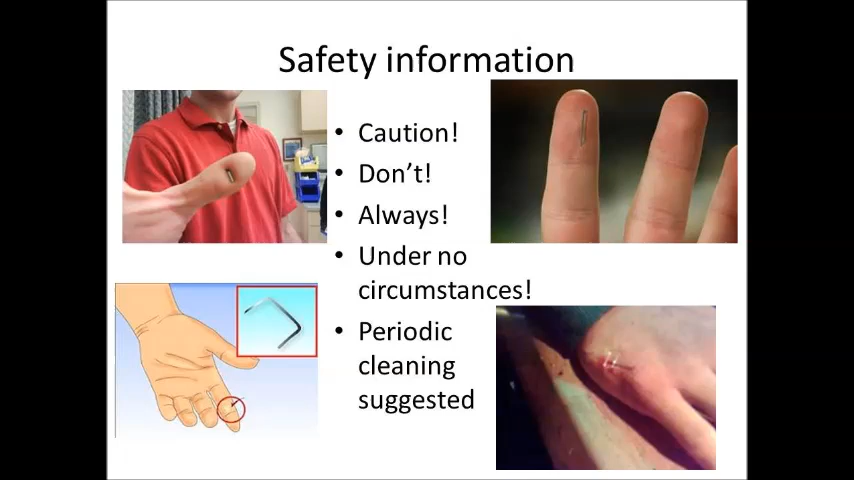 Safety information
• Caution!
• Don't!
• Always!
• Under no
circumstances!
• Periodic
cleaning
suggested